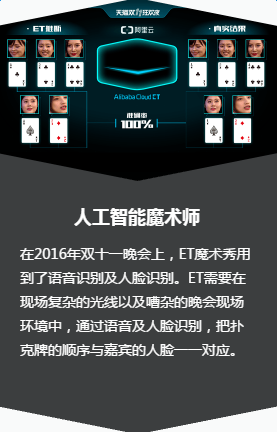 天猫双11狂欢夜
· ET推断
阿里云
· 真实结果
Alibaba Cloud ET
准确率
100%
人工智能魔术师
在2016年双十一晚会上，ET魔术秀用
到了语音识别及人脸识别。ET需要在
现场复杂的光线以及嘈杂的晚会现场
环境中，通过语音及人脸识别，把扑
克牌的顺序与嘉宾的人脸一一对应。